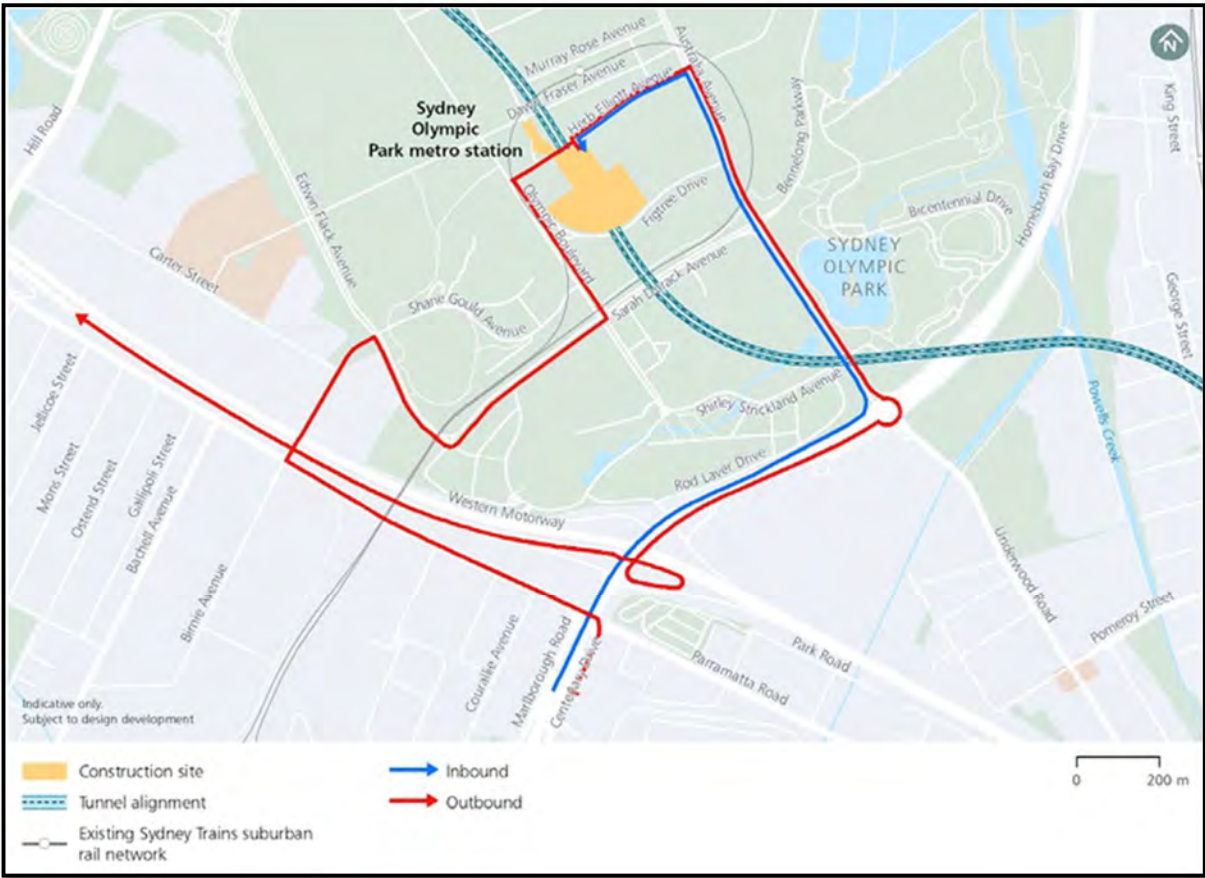 Murray Rose Avenue
Australia Avenue
N
Dawn Fraser Avenue
Herb Elliott Avenue
King Street
Hill Road
Sydney
Olympic
Park metro station
Bennelong Parkway
Homebush Bay Drive
Edwin Flack Avenue
Olympic Boulevard
Figtree Drive
Bicentennial Drive
SYDNEY
OLYMPIC
PARK
Carter Street
Sarah Durack Avenue
Shane Gould Avenue
George Street
Jellicoe Street
Shirley Strickland Avenue
Powells Creek
Mons Street
Ostend Street
Gallipoli Street
Bachell Avenue
Rod Laver Drive
Western Motorway
Birnie Avenue
Underwood Road
Pomeroy Street
Courallie Avenue
Marlborough Road
Centenary Drive
Park Road
Parramatta Road
Indicative only.
Subject to design development
Construction site
Inbound
0
200 m
Tunnel alignment
Outbound
Existing Sydney Trains suburban
rail network